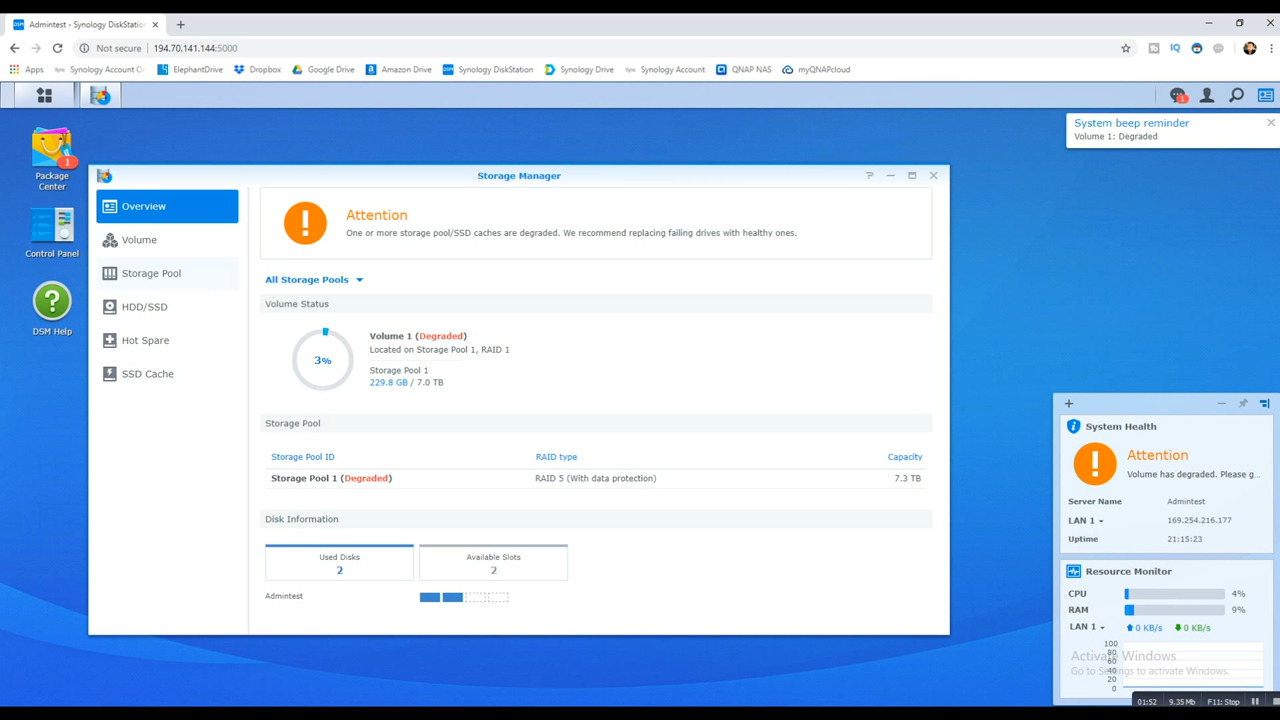 Admintest - Synology DiskStation
Not secure 194.70.141.144:5000
Apps Synology Account O ElephantDrive Dropbox Google Drive Amazon Drive Synology DiskStation Synology Drive Synology Account QNAP NAS myQNAPcloud
1
System beep reminder
Volume 1: Degraded
1
Package
Center
Control Panel
DSM Help
Storage Manager
Overview
Volume
Storage Pool
HDD/SSD
Hot Spare
SSD Cache
Attention
One or more storage pool/SSD caches are degraded. We recommend replacing failing drives with healthy ones.
All Storage Pools
Volume Status
3%
Volume 1 (Degraded)
Located on Storage Pool 1, RAID 1
Storage Pool 1
229.8 GB / 7.0 TB
Storage Pool
Storage Pool ID RAID type Capacity
Storage Pool 1 (Degraded) RAID 5 (With data protection) 7.3 TB
Disk Information
Used Disks
2
Available Slots
2
Admintest
System Health
Attention
Volume has degraded. Please g...
Server Name Admintest
LAN 1 169.254.216.177
Uptime 21:15:23
Resource Monitor
CPU 4%
RAM 9%
LAN 1 0 KB/s 0 KB/s
100
80
60
40
20
0
Activate Windows
Go to Settings to activate Windows.
01:52 9.35 Mb F11: Stop